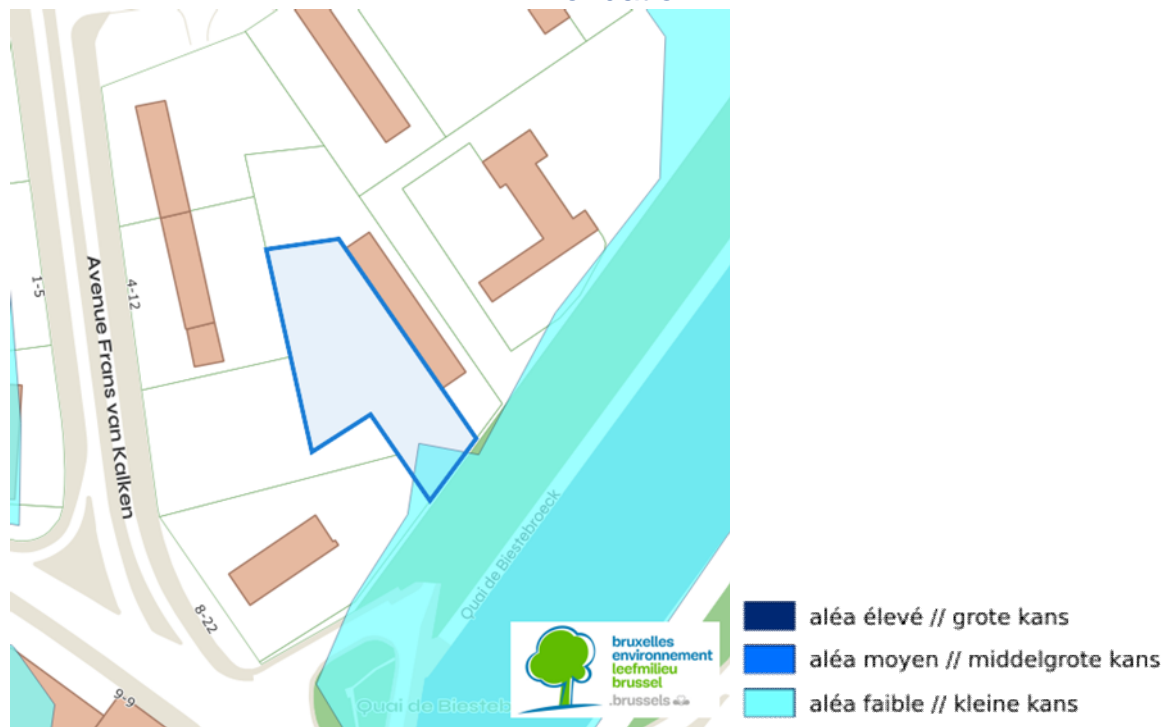 Avenue Frans van Kalken
1-5
4-12
8-22
9-9
Quai de Biestebroeck
Quai de Biesteb
bruxelles
environnement
leefmilieu
brussel
.brussels
aléa élevé // grote kans
aléa moyen // middelgrote kans
aléa faible // kleine kans